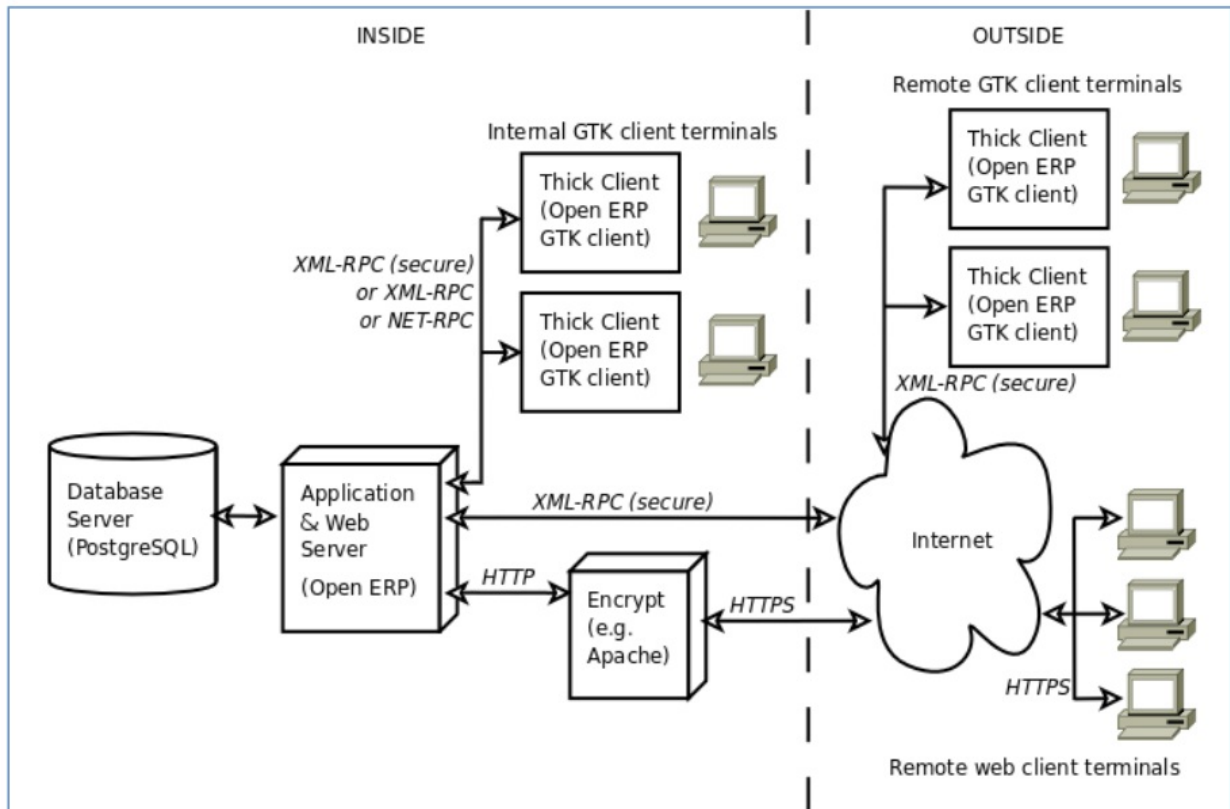 INSIDE
OUTSIDE
Remote GTK client terminals
Internal GTK client terminals
Thick Client
(Open ERP
GTK client)
Thick Client
(Open ERP
GTK client)
Thick Client
(Open ERP
GTK client)
Thick Client
(Open ERP
GTK client)
XML-RPC (secure)
or XML-RPC
or NET-RPC
XML-RPC (secure)
Database
Server
(PostgreSQL)
Application
& Web
Server
(Open ERP)
XML-RPC (secure)
Internet
HTTP
Encrypt
(e.g.
Apache)
HTTPS
HTTPS
Remote web client terminals